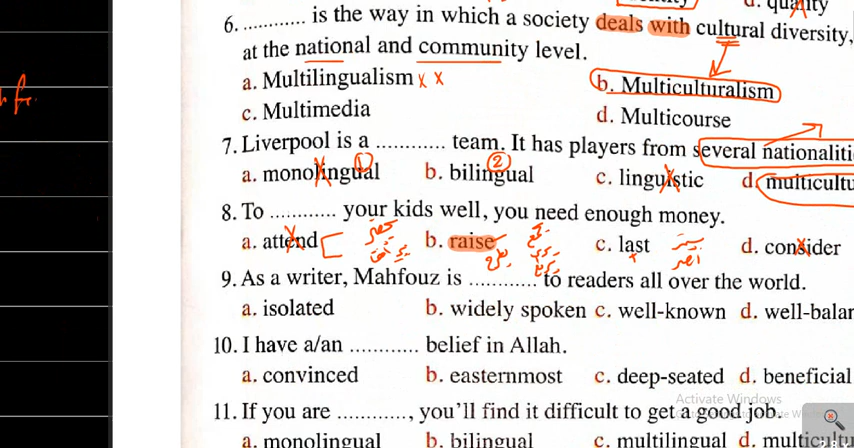 d. quality
6. ............ is the way in which a society deals with cultural diversity,
at the national and community level.
a. Multilingualism x x
b. Multiculturalism
c. Multimedia
d. Multicourse
7. Liverpool is a ............ team. It has players from several nationaliti
a. monolingual 1 b. bilingual 2 c. linguistic d. multicultu
8. To ............ your kids well, you need enough money.
a. attend b. raise c. last d. consider
9. As a writer, Mahfouz is ............ to readers all over the world.
a. isolated b. widely spoken c. well-known d. well-balan
10. I have a/an ............ belief in Allah.
a. convinced b. easternmost c. deep-seated d. beneficial
Activate Windows
11. If you are ............, you'll find it difficult to get a good job.
a. monolingual b. bilingual c. multilingual d. multicult